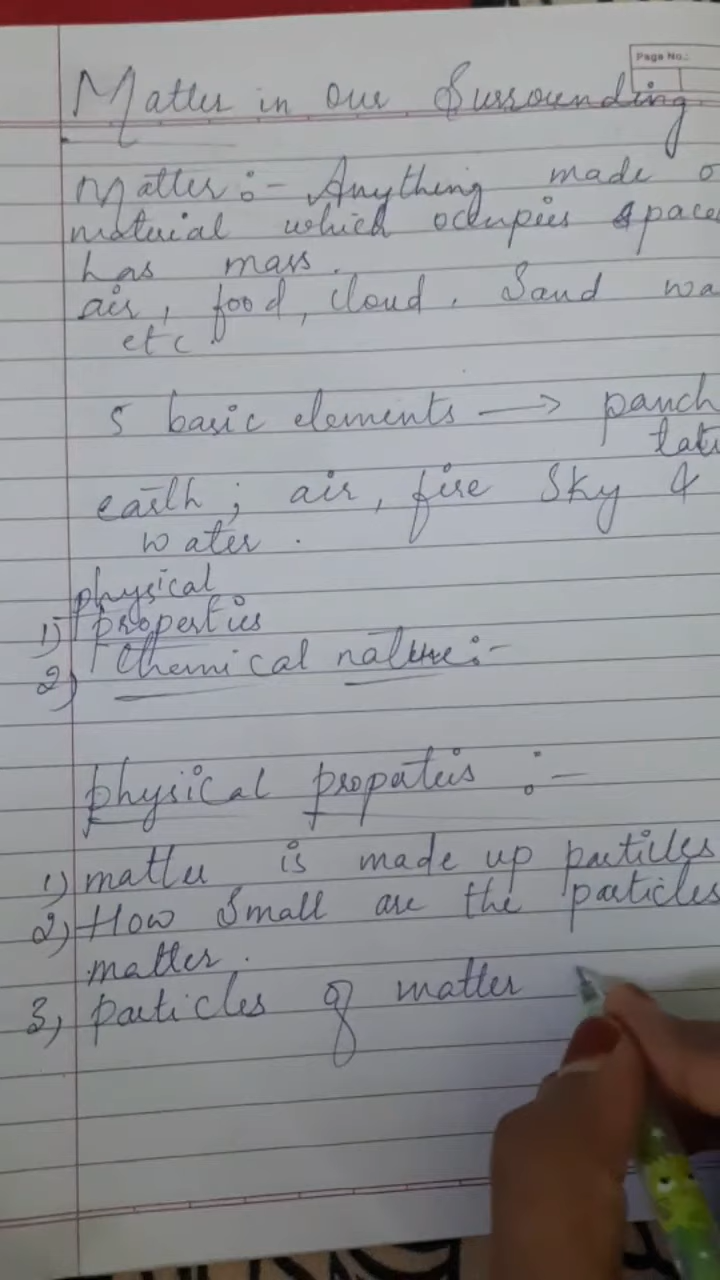 Page No.:
Matter in our Surrounding
Matter :- Anything made o
material which occupies space
has mass.
air, food, cloud, Sand wa
etc
5 basic elements → panch
tat
earth; air, fire Sky &
water.
physical
1) properties
2) Chemical nature:-
physical propaties :-
1) matter is made up particles
2) How Small are the particles
matter.
3) particles of matter